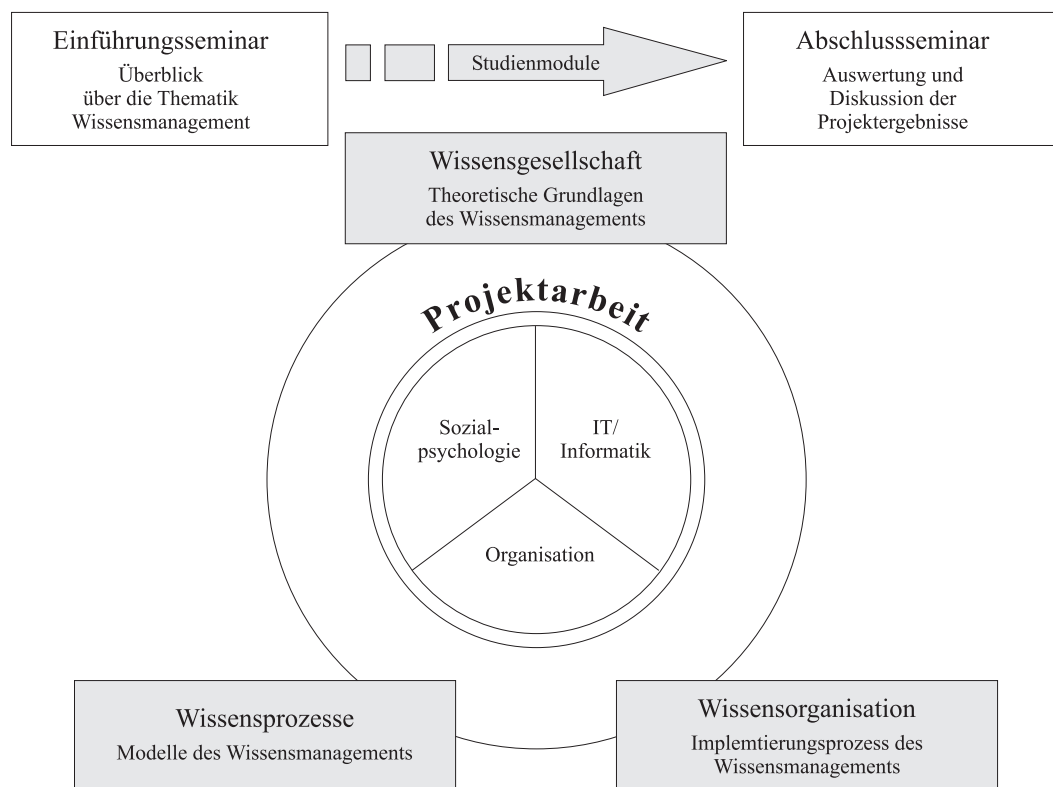 Einführungsseminar
Überblick
über die Thematik
Wissensmanagement
Studienmodule
Abschlussseminar
Auswertung und
Diskussion der
Projektergebnisse
Wissensgesellschaft
Theoretische Grundlagen
des Wissensmanagements
Projektarbeit
Sozial-
psychologie
IT/
Informatik
Organisation
Wissensprozesse
Modelle des Wissensmanagements
Wissensorganisation
Implemtierungsprozess des
Wissensmanagements